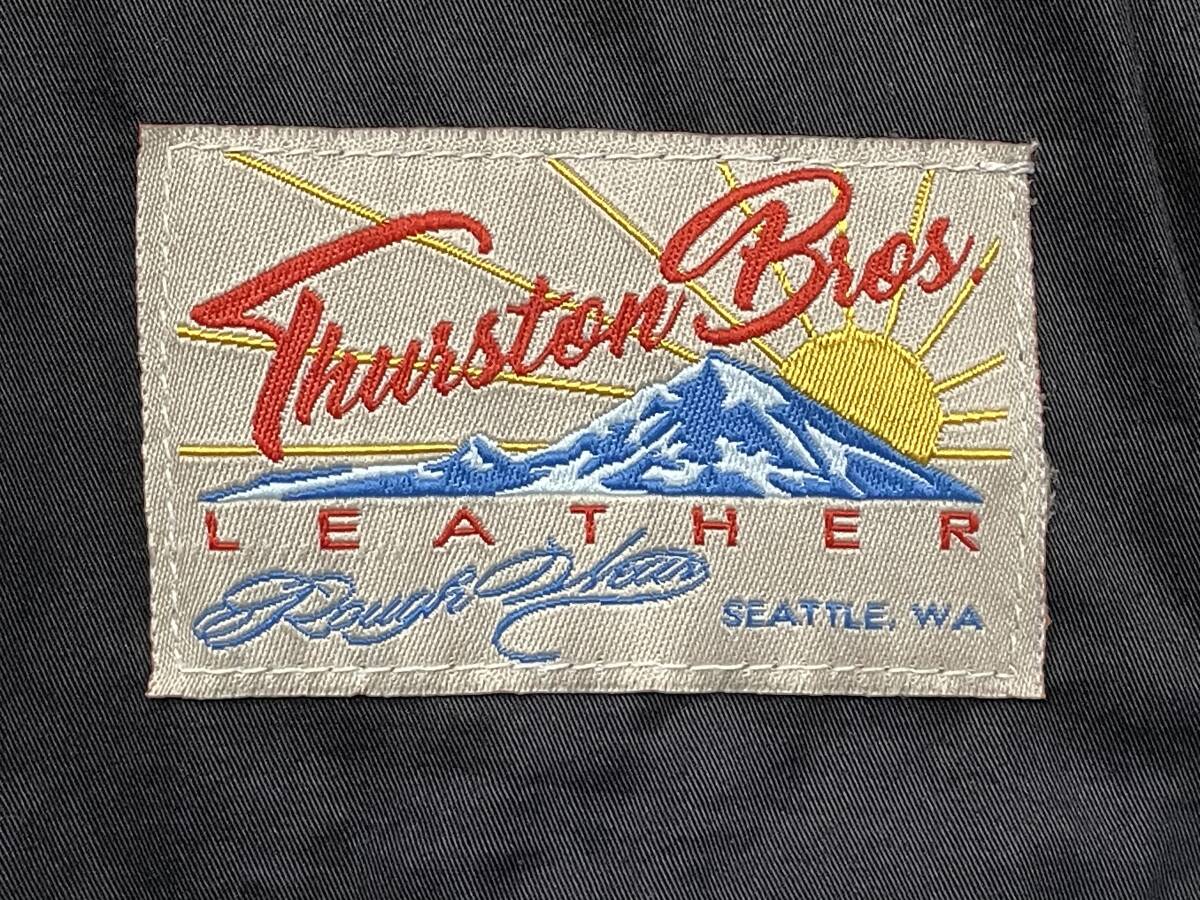 Thurston Bros.
LEATHER
Rough Wear
SEATTLE, WA